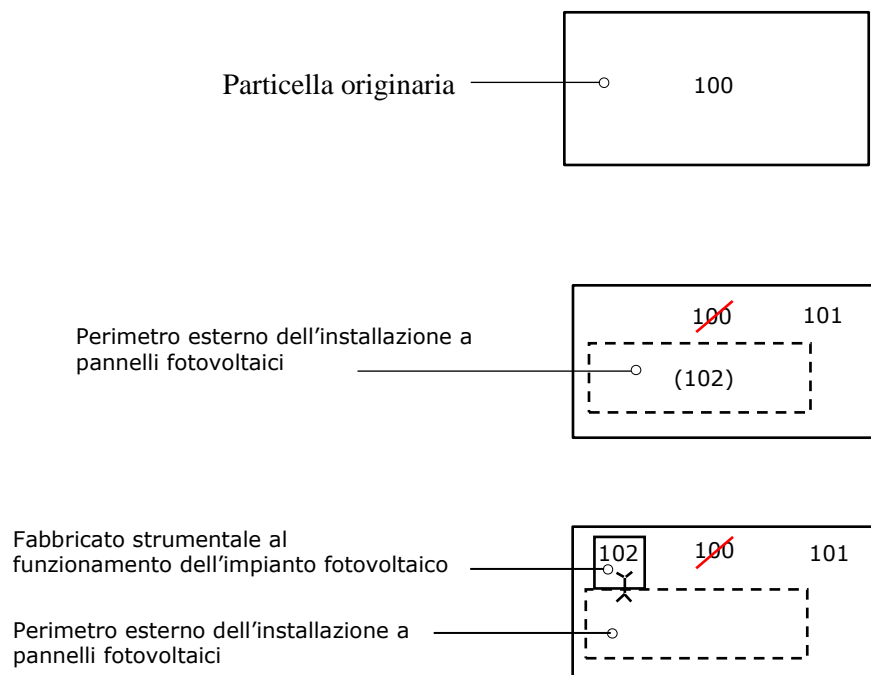 Particella originaria
100
100 101
Perimetro esterno dell'installazione a
pannelli fotovoltaici
(102)
Fabbricato strumentale al
funzionamento dell'impianto fotovoltaico
102 100 101
Perimetro esterno dell'installazione a
pannelli fotovoltaici